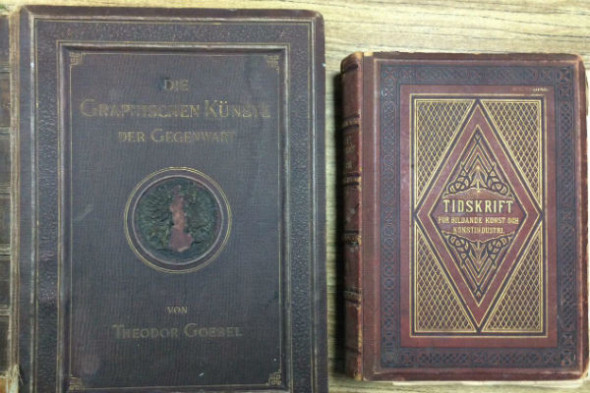 DIE
GRAPHISCHEN KÜNSTE
DER GEGENWART
VON
THEODOR GOEBEL
TIDSKRIFT
FÖR BILDANDE KONST OCH
KONSTINDUSTRI